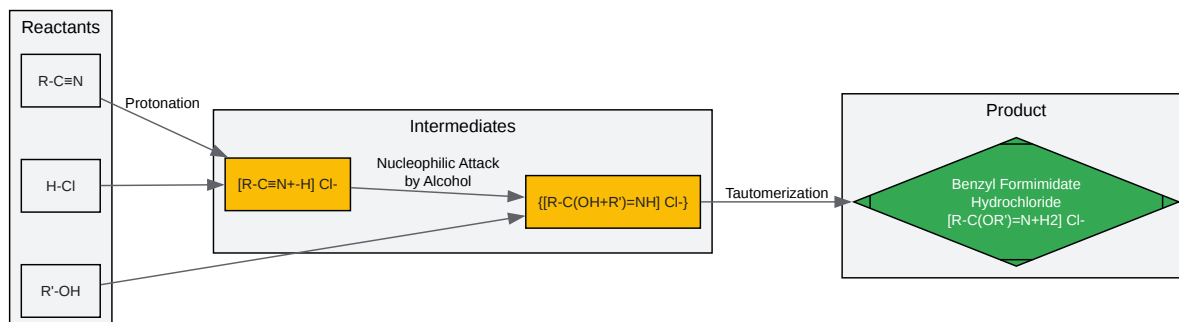 Reactants
R-C≡N
H-Cl
R'-OH
Protonation
Intermediates
[R-C≡N+-H] Cl-
Nucleophilic Attack
by Alcohol
{[R-C(OH+R')=NH] Cl-}
Tautomerization
Product
Benzyl Formimidate
Hydrochloride
[R-C(OR')=N+H2] Cl-